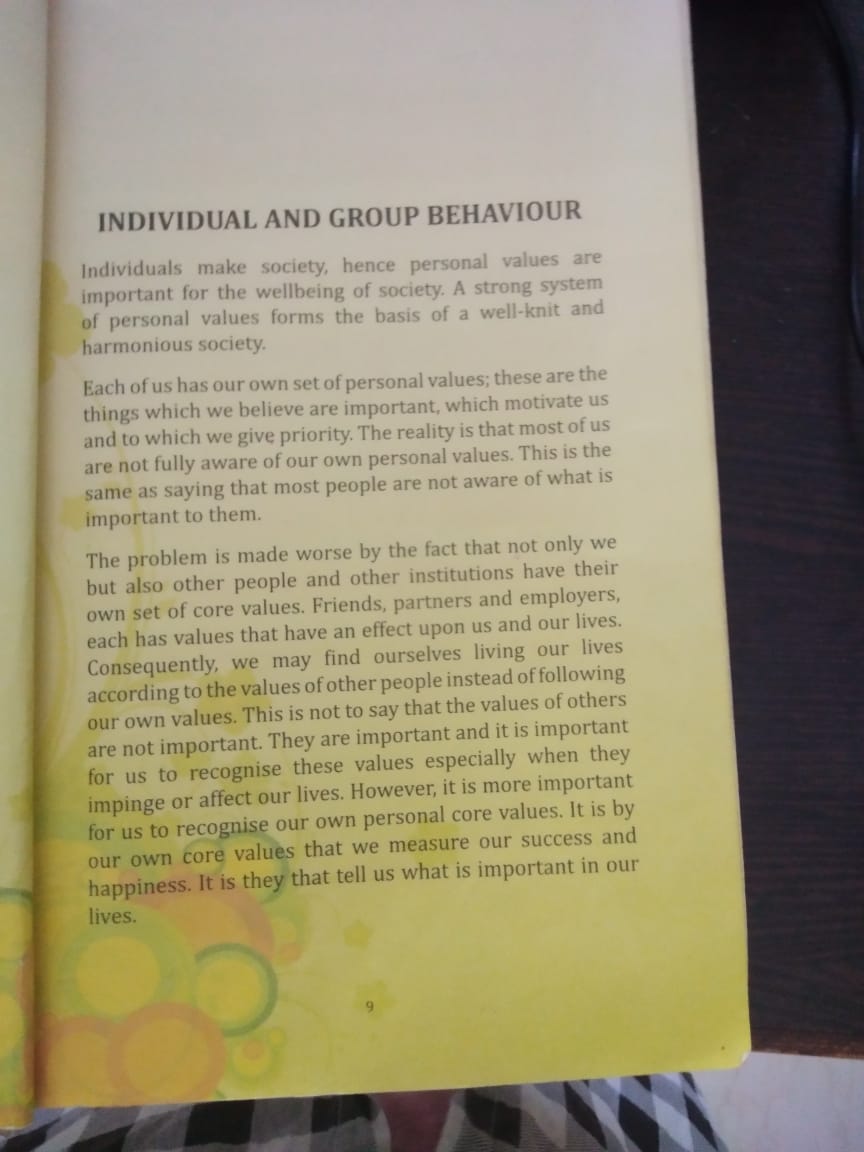 INDIVIDUAL AND GROUP BEHAVIOUR
Individuals make society, hence personal values are
important for the wellbeing of society. A strong system
of personal values forms the basis of a well-knit and
harmonious society.
Each of us has our own set of personal values; these are the
things which we believe are important, which motivate us
and to which we give priority. The reality is that most of us
are not fully aware of our own personal values. This is the
same as saying that most people are not aware of what is
important to them.
The problem is made worse by the fact that not only we
but also other people and other institutions have their
own set of core values. Friends, partners and employers,
each has values that have an effect upon us and our lives.
Consequently, we may find ourselves living our lives
according to the values of other people instead of following
our own values. This is not to say that the values of others
are not important. They are important and it is important
for us to recognise these values especially when they
impinge or affect our lives. However, it is more important
for us to recognise our own personal core values. It is by
our own core values that we measure our success and
happiness. It is they that tell us what is important in our
lives.
9